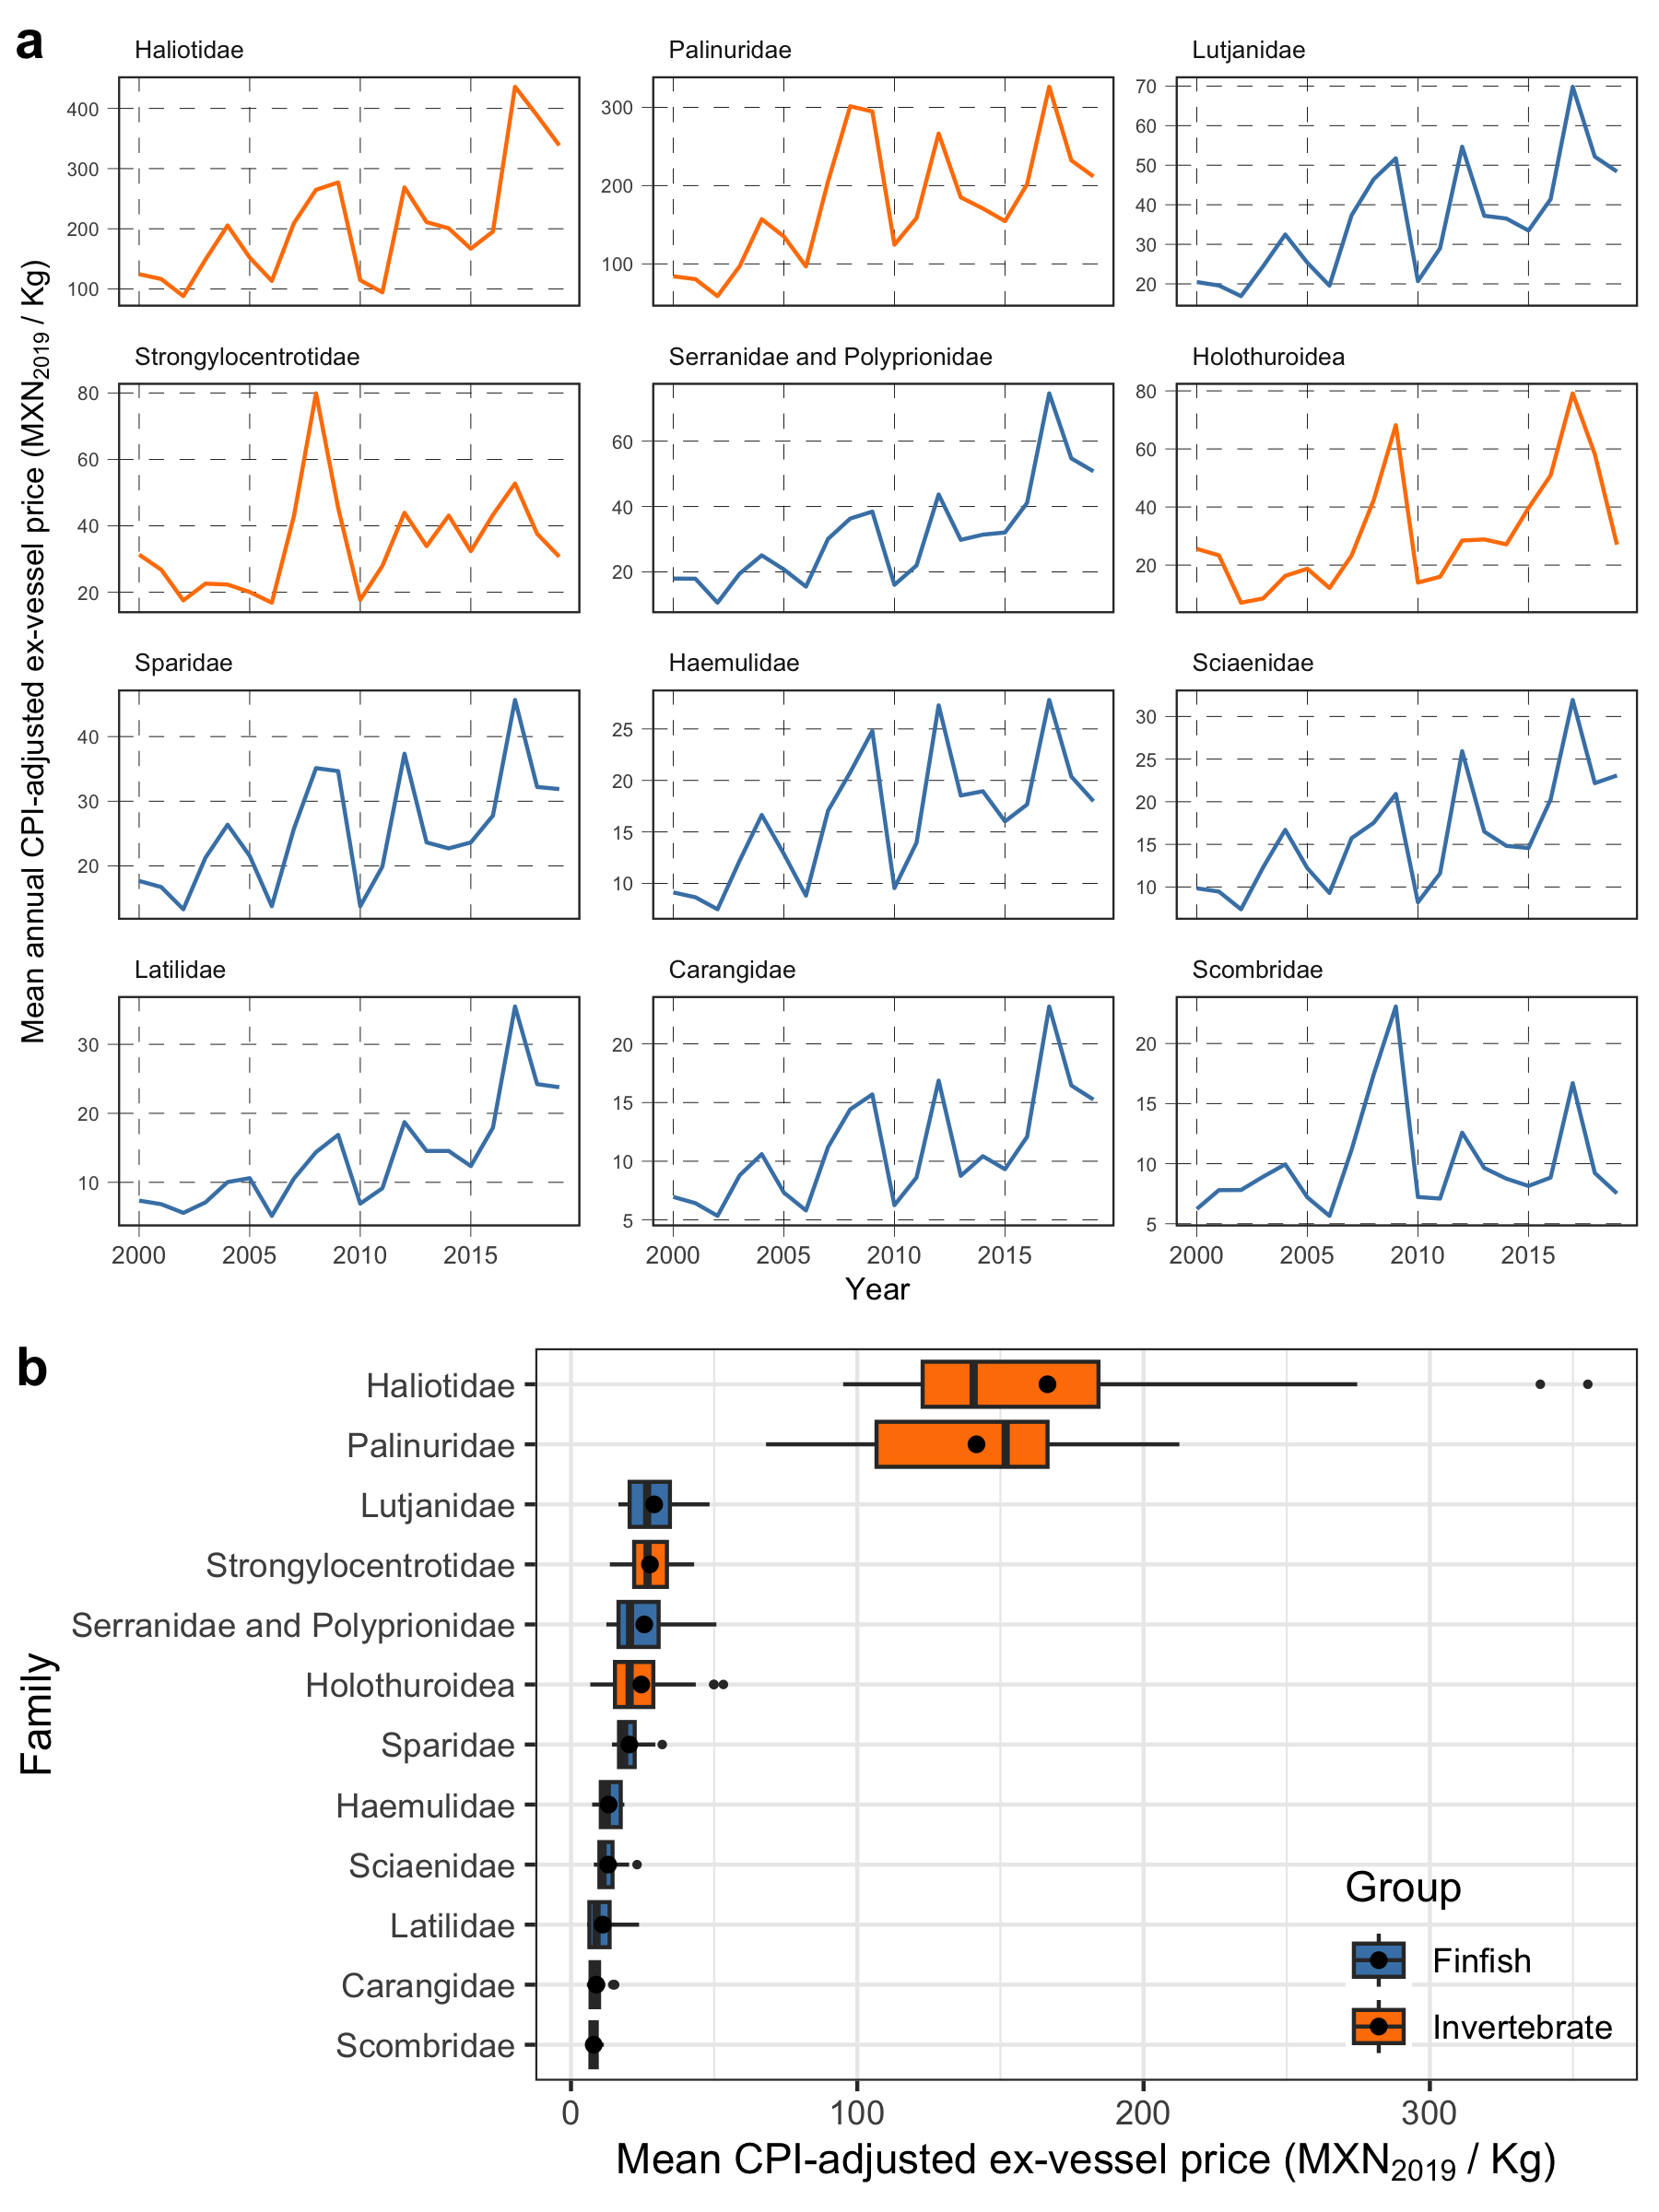 a
Haliotidae
Palinuridae
Lutjanidae
400
300
200
100
300
200
100
70
60
50
40
30
20
Strongylocentrotidae
Serranidae and Polyprionidae
Holothuroidea
80
60
40
20
60
40
20
80
60
40
20
Sparidae
Haemulidae
Sciaenidae
40
30
20
25
20
15
10
30
25
20
15
10
Latilidae
Carangidae
Scombridae
30
20
10
20
15
10
5
20
15
10
5
2000 2005 2010 2015
2000 2005 2010 2015
2000 2005 2010 2015
Year
Mean annual CPI-adjusted ex-vessel price (MXN2019 / Kg)
b
Haliotidae
Palinuridae
Lutjanidae
Strongylocentrotidae
Serranidae and Polyprionidae
Holothuroidea
Sparidae
Haemulidae
Sciaenidae
Latilidae
Carangidae
Scombridae
Family
Group
Finfish
Invertebrate
0 100 200 300
Mean CPI-adjusted ex-vessel price (MXN2019 / Kg)